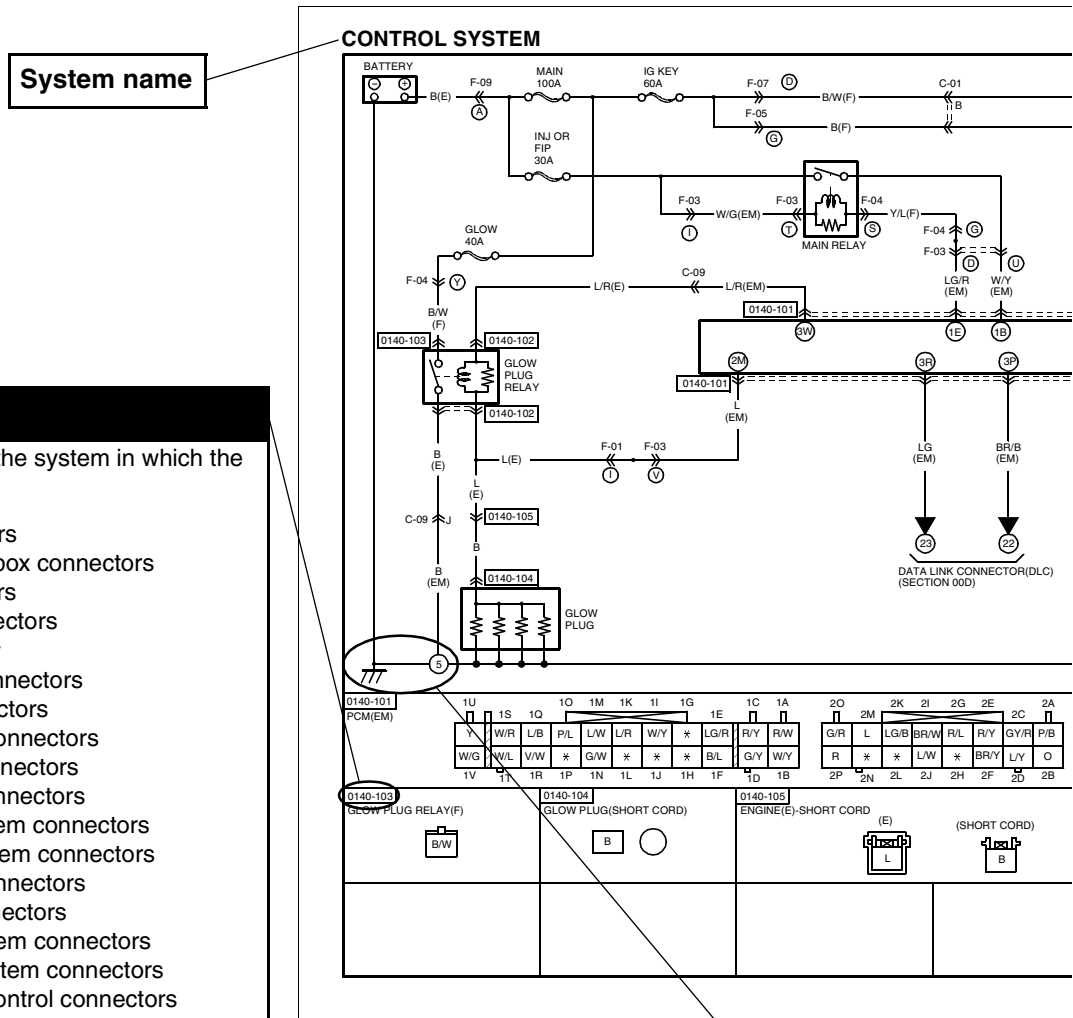 System name
CONTROL SYSTEM
BATTERY
B(E)
F-09
A
MAIN
100A
IG KEY
60A
F-07
D
B/W(F)
C-01
B
F-05
G
B(F)
INJ OR
FIP
30A
F-03
I
W/G(EM)
F-03
T
MAIN RELAY
F-04
S
Y/L(F)
F-04
G
F-03
D
U
LG/R
(EM)
W/Y
(EM)
GLOW
40A
F-04
Y
B/W
(F)
L/R(E)
C-09
L/R(EM)
0140-101
3W
1E
1B
0140-103
0140-102
GLOW
PLUG
RELAY
0140-102
2M
3R
3P
0140-101
L
(EM)
B
(E)
L(E)
F-01
I
F-03
V
LG
(EM)
BR/B
(EM)
L
(E)
C-09
J
0140-105
B
B
(EM)
0140-104
GLOW
PLUG
23
22
DATA LINK CONNECTOR(DLC)
(SECTION 00D)
5
the system in which the
rs
box connectors
rs
ectors
nnectors
ctors
onnectors
nectors
nnectors
em connectors
tem connectors
nnectors
nectors
em connectors
stem connectors
ontrol connectors
0140-101
PCM(EM)
1U 1S 1Q 1O 1M 1K 1I 1G 1E 1C 1A
Y W/R L/B P/L L/W L/R W/Y * LG/R R/Y R/W
W/G W/L V/W * G/W * * * B/L G/Y W/Y
1V 1T 1R 1P 1N 1L 1J 1H 1F 1D 1B
2O 2M 2K 2I 2G 2E 2C 2A
G/R L LG/B BR/W R/L R/Y GY/R P/B
R * * L/W * BR/Y L/Y O
2P 2N 2L 2J 2H 2F 2D 2B
0140-103
GLOW PLUG RELAY(F)
B/W
0140-104
GLOW PLUG(SHORT CORD)
B
0140-105
ENGINE(E)-SHORT CORD
(E)
L
(SHORT CORD)
B